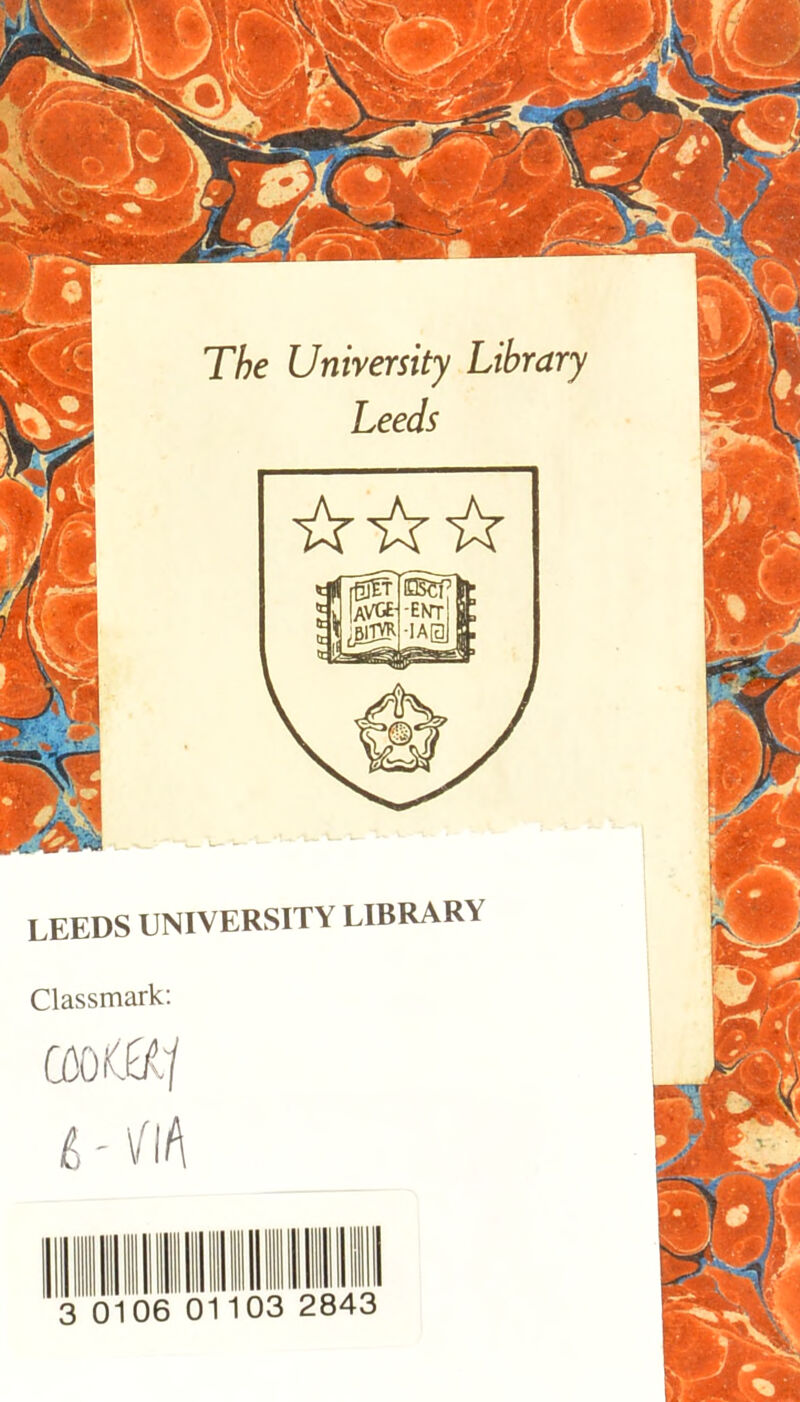 The University Library
Leeds
ET
AVGE-
BITVR
SCI
-ENT
-IA
LEEDS UNIVERSITY LIBRARY
Classmark:
COOKERY
B - VIA
3 0106 01103 2843